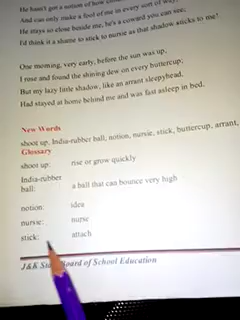 He hasn't got a notion of how
And can only make a fool of me in every sort of way.
He stays so close beside me, he's a coward you can see;
I'd think it a shame to stick to nursie as that shadow sticks to me!
One morning, very early, before the sun was up,
I rose and found the shining dew on every buttercup;
But my lazy little shadow, like an arrant sleepyhead,
Had stayed at home behind me and was fast asleep in bed.
New Words
shoot up, India-rubber ball, notion, nursie, stick, buttercup, arrant,
Glossary
shoot up: rise or grow quickly
India-rubber
ball: a ball that can bounce very high
notion: idea
nursie: nurse
stick: attach
J&K Board of School Education